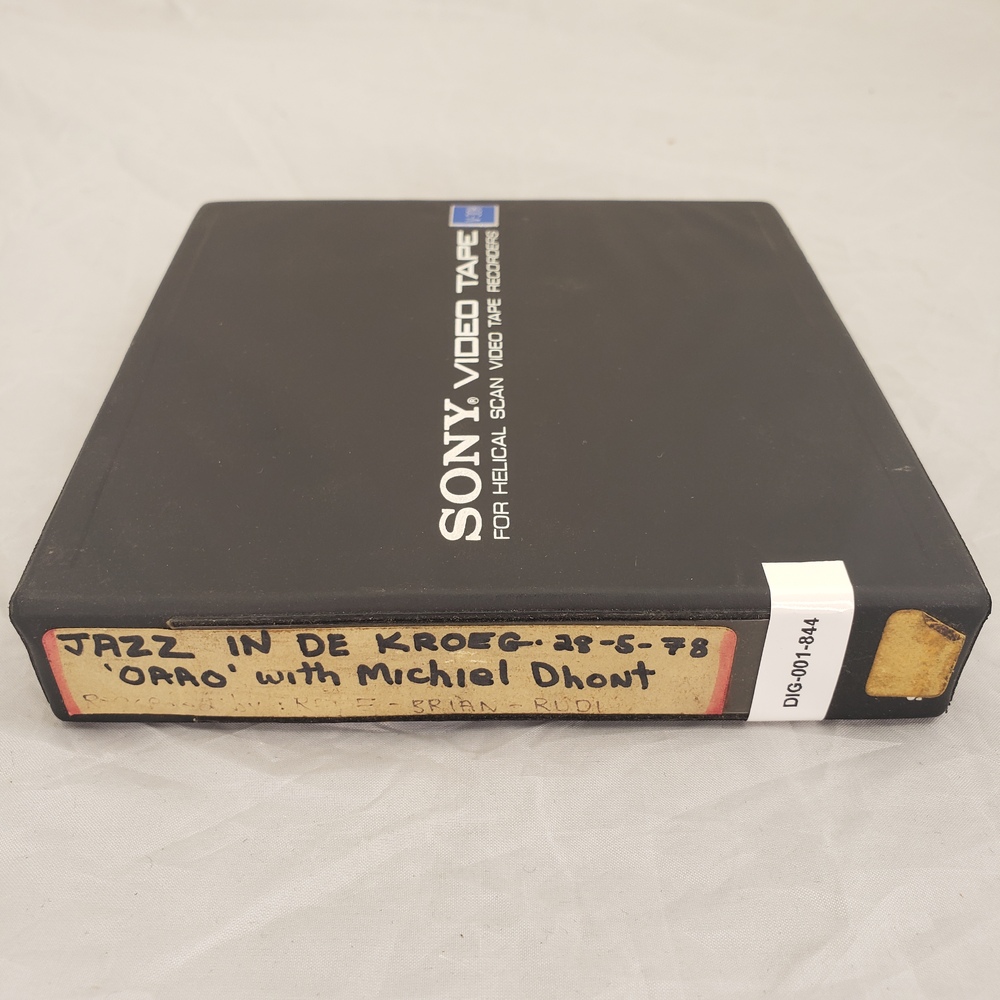 SONY® VIDEO TAPE
FOR HELICAL SCAN VIDEO TAPE RECORDERS
JAZZ IN DE KROEG. 28-5-78
'OAAO' with Michiel Dhont
BRIAN - RUDI
DIG-001-844